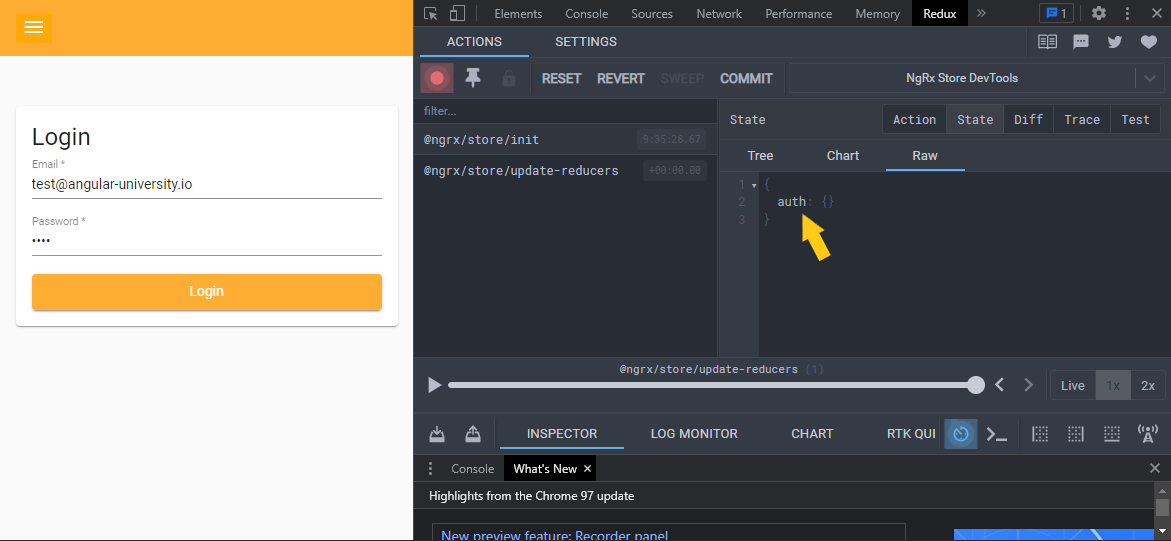 Elements Console Sources Network Performance Memory Redux » 1
ACTIONS SETTINGS
RESET REVERT SWEEP COMMIT NgRx Store DevTools
filter...
@ngrx/store/init 9:35:28.67
@ngrx/store/update-reducers +00:00.00
State Action State Diff Trace Test
Tree Chart Raw
1 {
2 auth: {}
3 }
Login
Email *
test@angular-university.io
Password *
••••
Login
@ngrx/store/update-reducers (1)
Live 1x 2x
INSPECTOR LOG MONITOR CHART RTK QUI
Console What's New ×
Highlights from the Chrome 97 update
New preview feature: Recorder panel